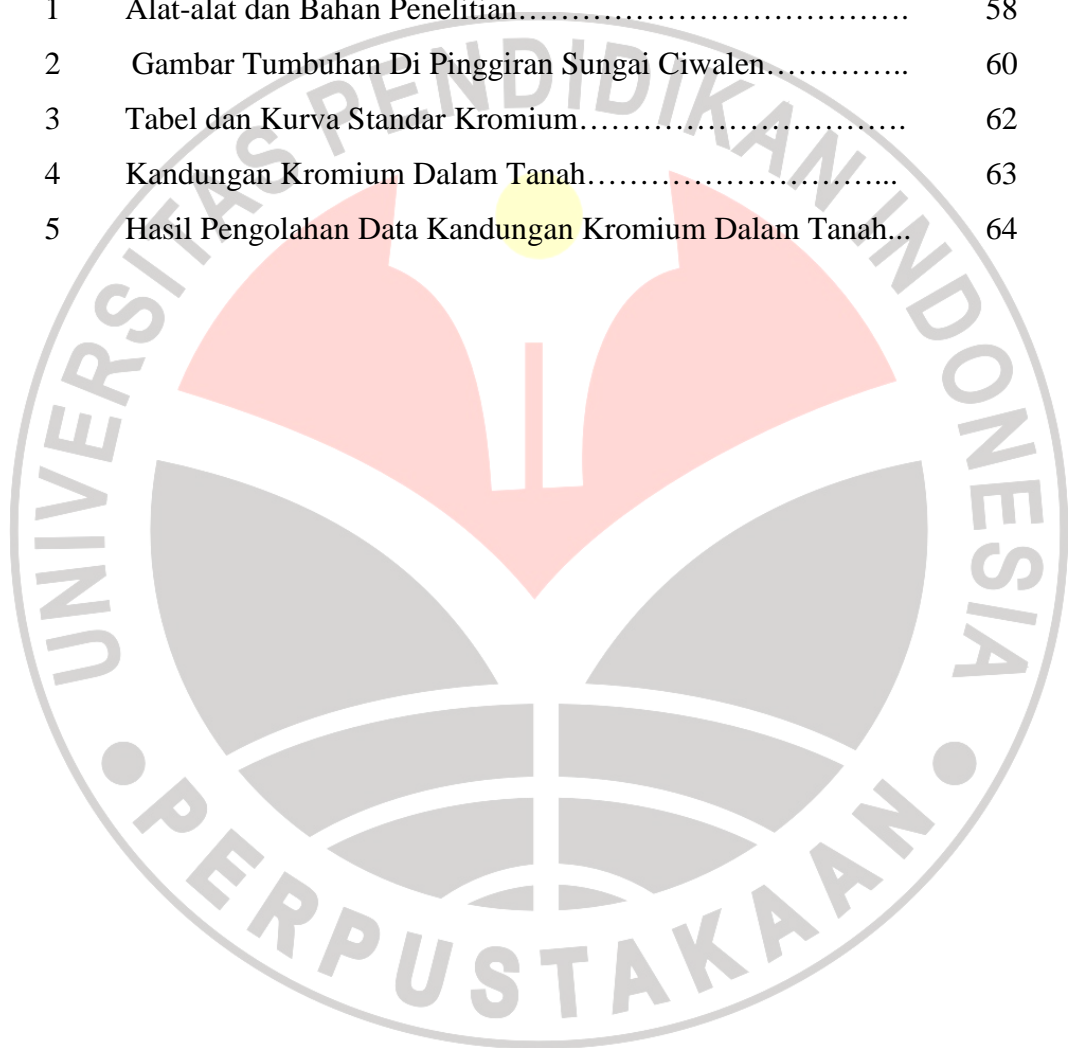 1 Alat-alat dan Bahan Penelitian………………………………. 58
2 Gambar Tumbuhan Di Pinggiran Sungai Ciwalen………….. 60
3 Tabel dan Kurva Standar Kromium…………………………. 62
4 Kandungan Kromium Dalam Tanah………………………... 63
5 Hasil Pengolahan Data Kandungan Kromium Dalam Tanah... 64
UNIVERSITAS PENDIDIKAN INDONESIA
PERPUSTAKAAN